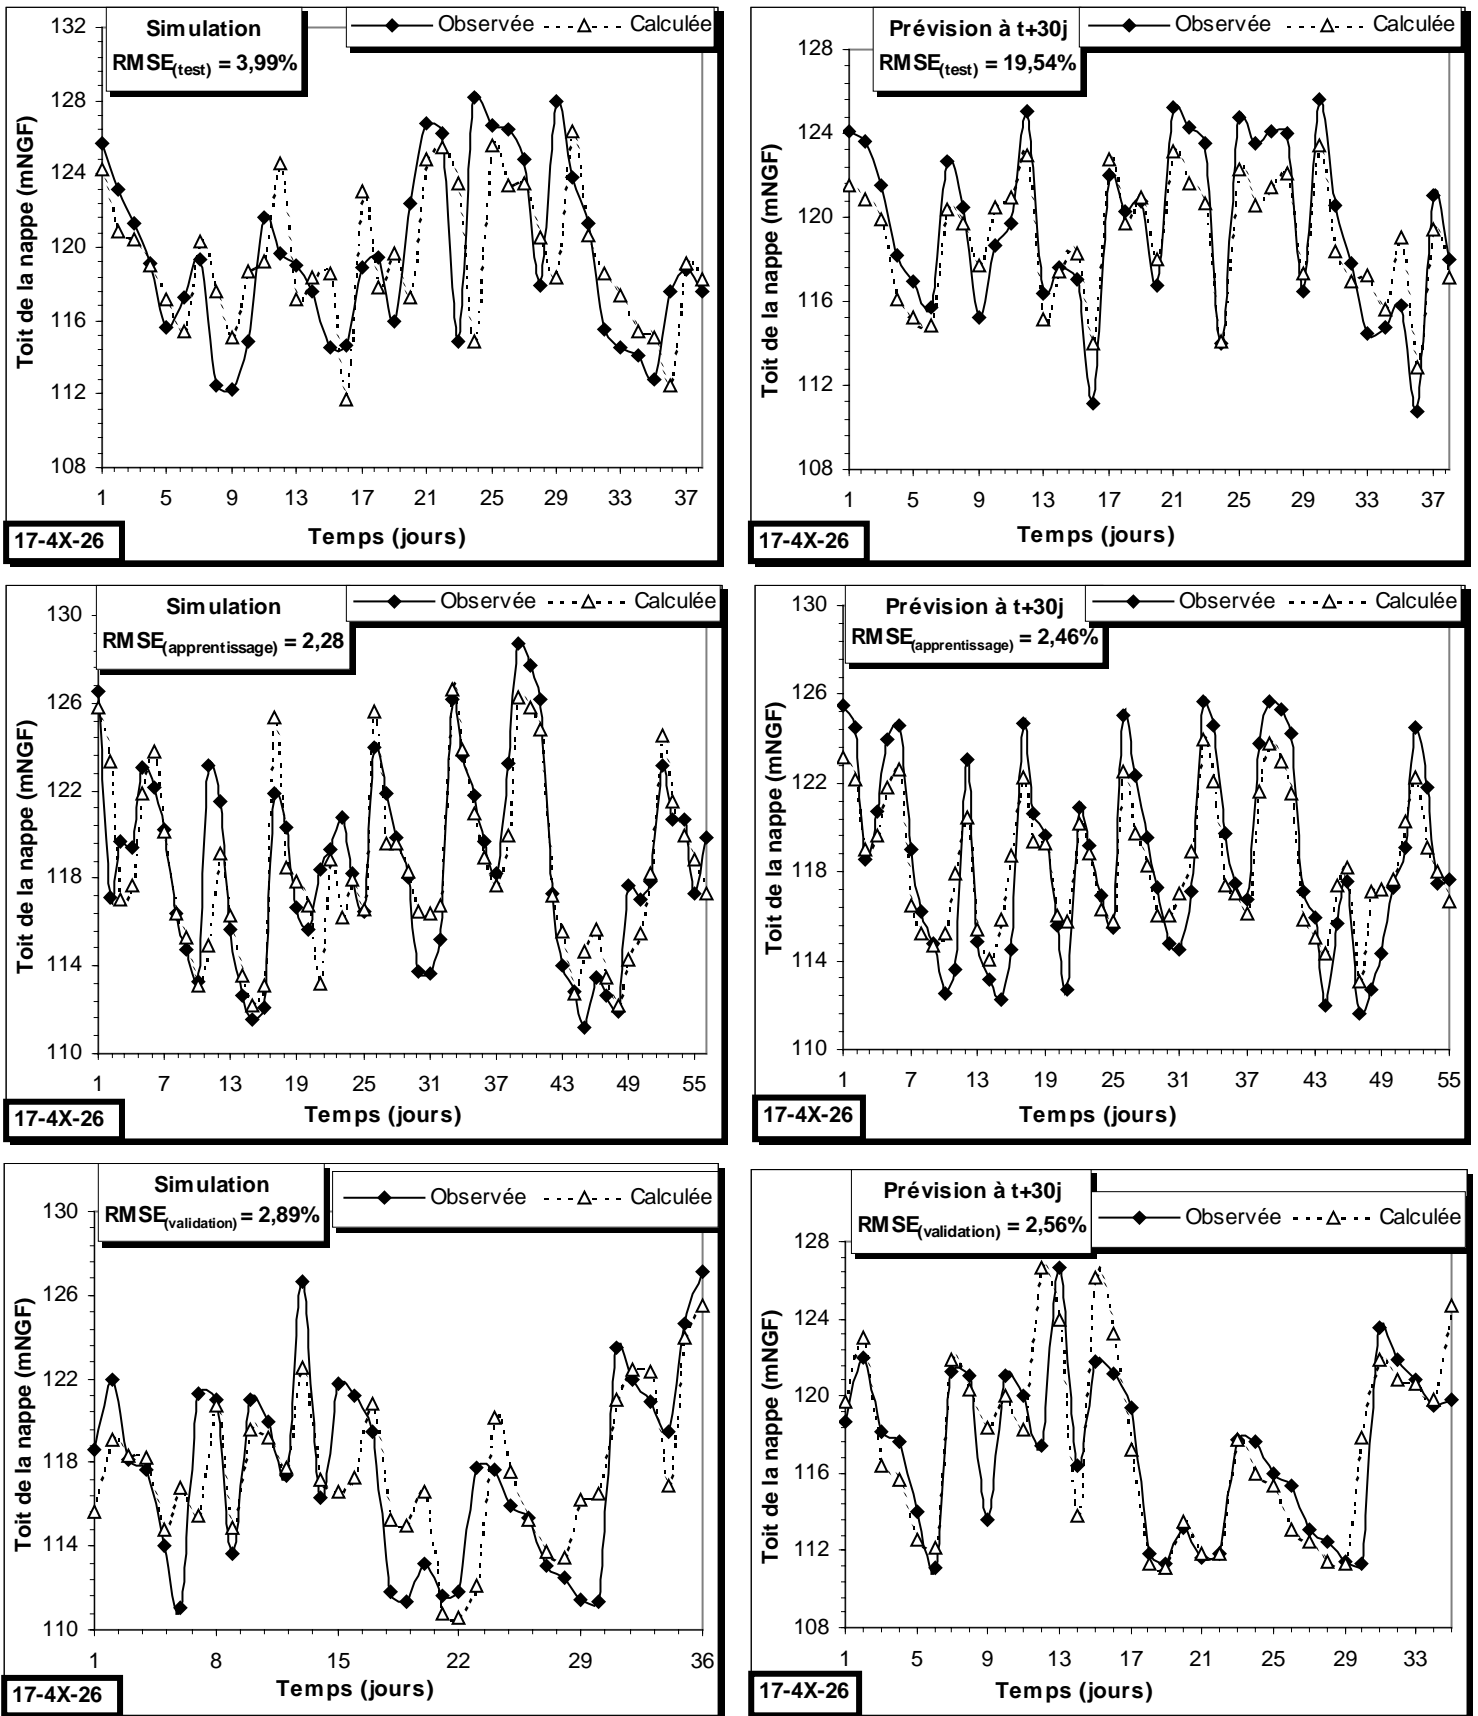 Simulation
RMSE(test) = 3,99%
Observée Calculée
Toit de la nappe (mNGF)
132
128
124
120
116
112
108
1 5 9 13 17 21 25 29 33 37
Temps (jours)
17-4X-26
Prévision à t+30j
RMSE(test) = 19,54%
Observée Calculée
Toit de la nappe (mNGF)
128
124
120
116
112
108
1 5 9 13 17 21 25 29 33 37
Temps (jours)
17-4X-26
Simulation
RMSE(apprentissage) = 2,28
Observée Calculée
Toit de la nappe (mNGF)
130
126
122
118
114
110
1 7 13 19 25 31 37 43 49 55
Temps (jours)
17-4X-26
Prévision à t+30j
RMSE(apprentissage) = 2,46%
Observée Calculée
Toit de la nappe (mNGF)
130
126
122
118
114
110
1 7 13 19 25 31 37 43 49 55
Temps (jours)
17-4X-26
Simulation
RMSE(validation) = 2,89%
Observée Calculée
Toit de la nappe (mNGF)
130
126
122
118
114
110
1 8 15 22 29 36
Temps (jours)
17-4X-26
Prévision à t+30j
RMSE(validation) = 2,56%
Observée Calculée
Toit de la nappe (mNGF)
128
124
120
116
112
108
1 5 9 13 17 21 25 29 33
Temps (jours)
17-4X-26